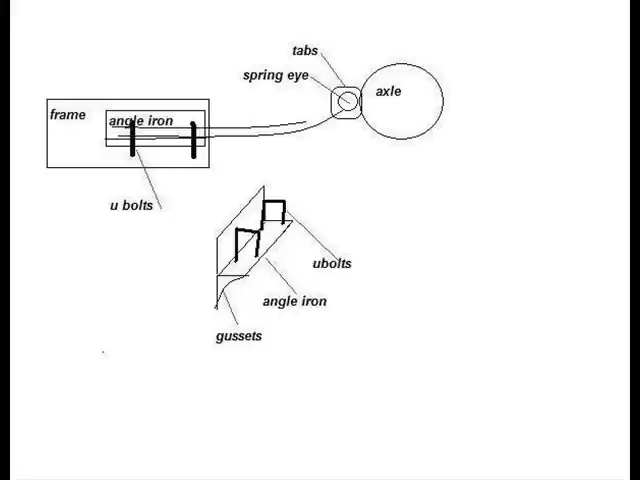 tabs
spring eye
axle
frame
angle iron
u bolts
ubolts
angle iron
gussets